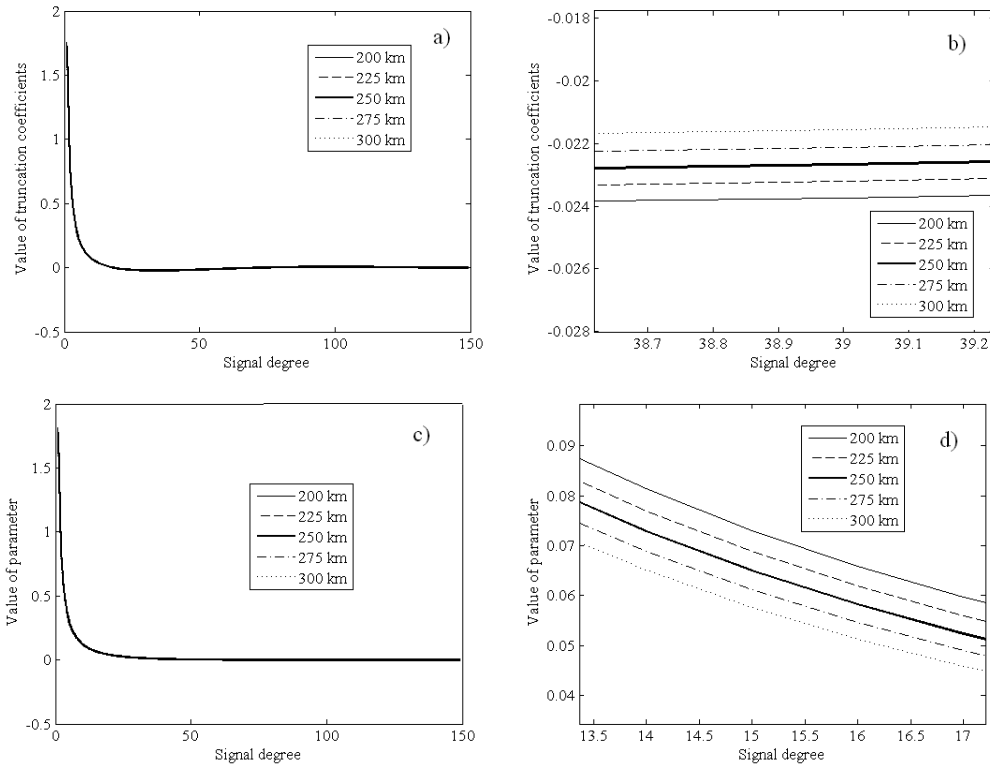 a)
Value of truncation coefficients
2
1.5
1
0.5
0
-0.5
0
50
100
150
Signal degree
200 km
225 km
250 km
275 km
300 km
b)
Value of truncation coefficients
-0.018
-0.02
-0.022
-0.024
-0.026
-0.028
38.7
38.8
38.9
39
39.1
39.2
Signal degree
200 km
225 km
250 km
275 km
300 km
c)
Value of parameter
2
1.5
1
0.5
0
-0.5
0
50
100
150
Signal degree
200 km
225 km
250 km
275 km
300 km
d)
Value of parameter
0.09
0.08
0.07
0.06
0.05
0.04
13.5
14
14.5
15
15.5
16
16.5
17
Signal degree
200 km
225 km
250 km
275 km
300 km